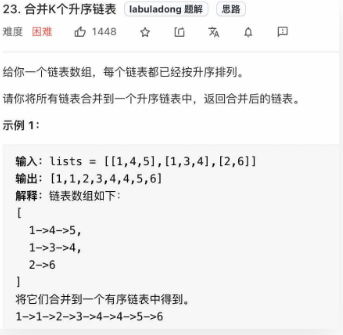 23. 合并K个升序链表 labuladong 题解 思路
难度 困难 1448
给你一个链表数组，每个链表都已经按升序排列。
请你将所有链表合并到一个升序链表中，返回合并后的链表。
示例 1：
输入：lists = [[1,4,5],[1,3,4],[2,6]]
输出：[1,1,2,3,4,4,5,6]
解释：链表数组如下：
[
1->4->5,
1->3->4,
2->6
]
将它们合并到一个有序链表中得到。
1->1->2->3->4->4->5->6